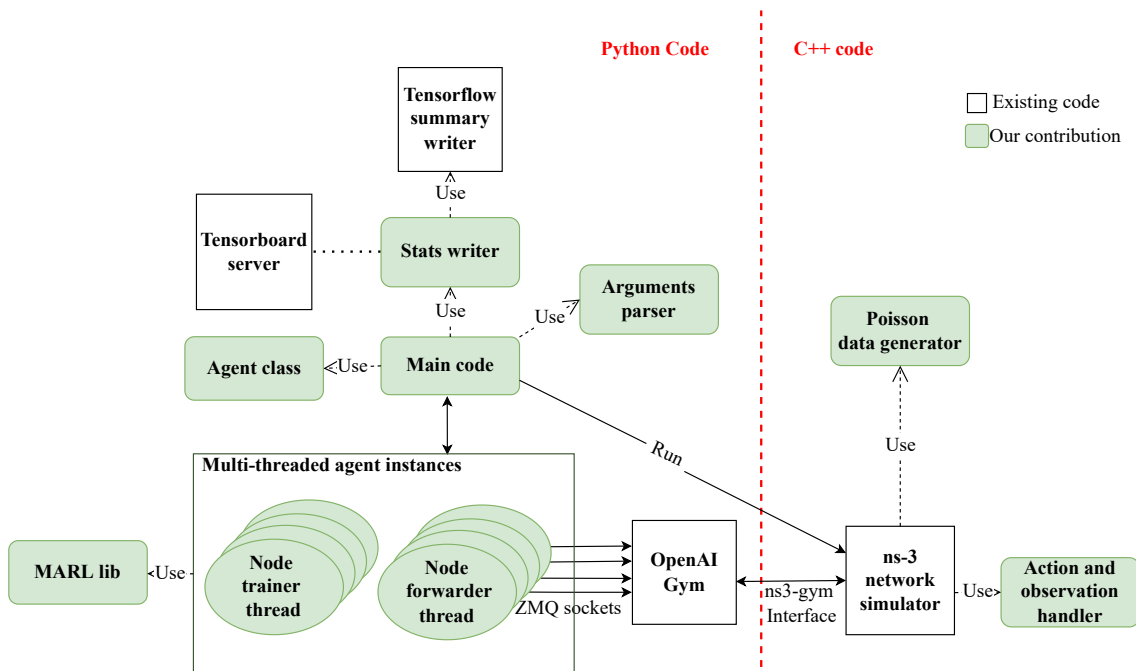 Python Code
C++ code
Existing code
Our contribution
Tensorflow
summary
writer
Use
Tensorboard
server
Stats writer
Use
Use
Arguments
parser
Agent class
Use
Main code
Poisson
data generator
Use
Run
Multi-threaded agent instances
MARL lib
Use
Node
trainer
thread
Node
forwarder
thread
ZMQ sockets
OpenAI
Gym
ns3-gym
Interface
ns-3
network
simulator
Use
Action and
observation
handler